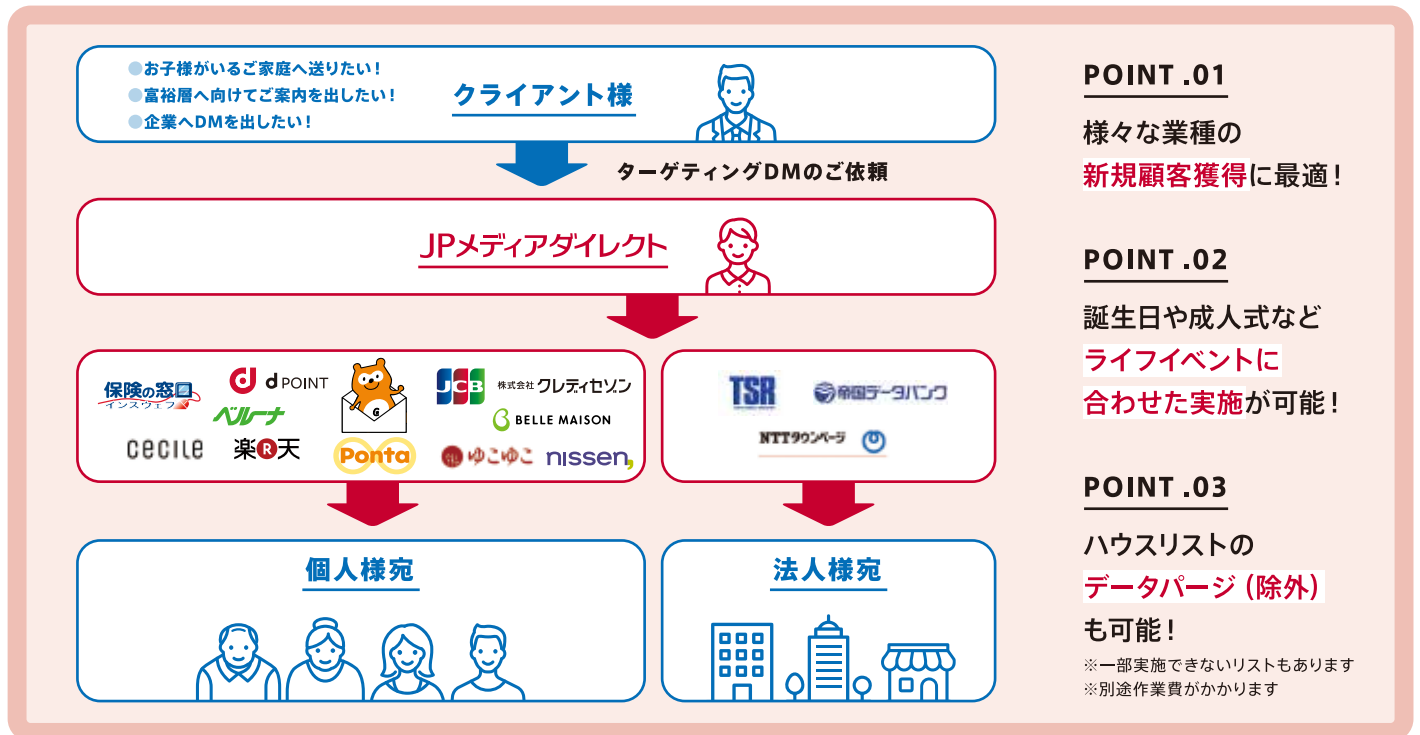 ●お子様がいるご家庭へ送りたい！
●富裕層へ向けてご案内を出したい！
●企業へDMを出したい！
クライアント様
ターゲティングDMのご依頼
JPメディアダイレクト
保険の窓口
インスウェブ
d POINT
ベルーナ
CECILE
楽R天
G
Ponta
JCB
株式会社クレディセゾン
BELLE MAISON
ゆこゆこ
nissen,
TSR
帝国データバンク
NTTタウンページ
個人様宛
法人様宛
POINT.01
様々な業種の
新規顧客獲得に最適！
POINT.02
誕生日や成人式など
ライフイベントに
合わせた実施が可能！
POINT.03
ハウスリストの
データパージ（除外）
も可能！
※一部実施できないリストもあります
※別途作業費がかかります